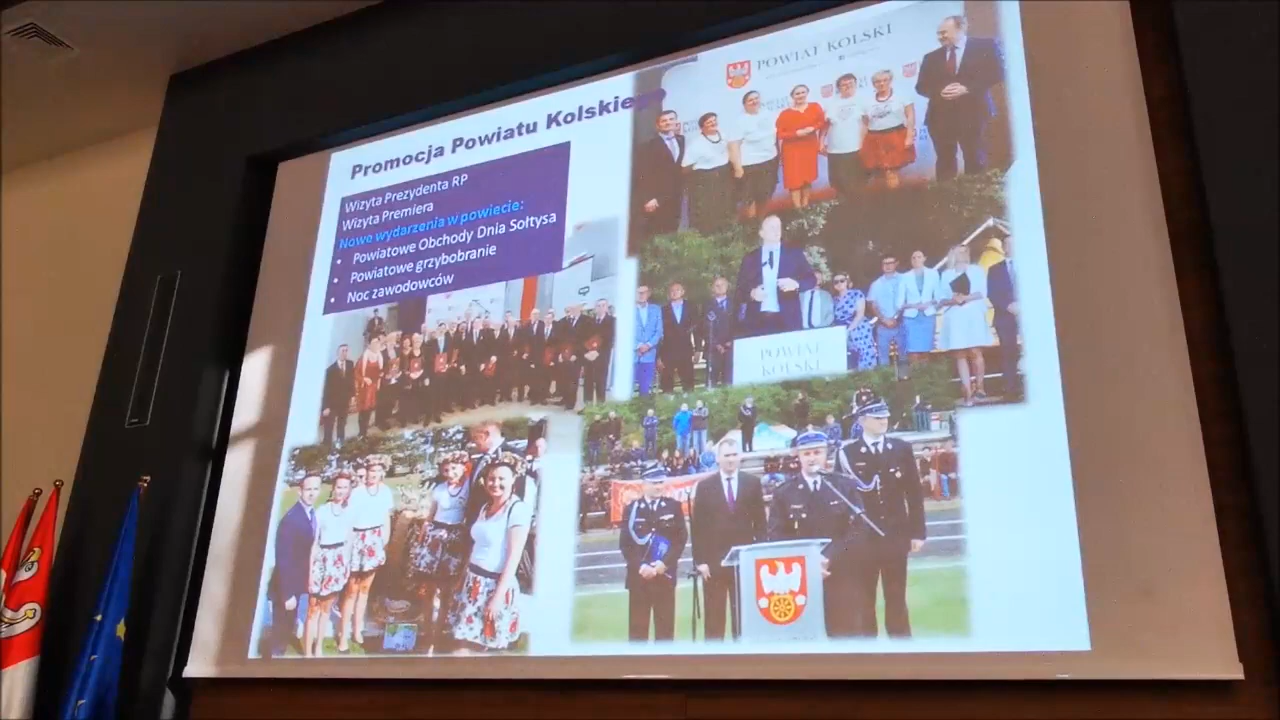 Promocja Powiatu Kolskiego
Wizyta Prezydenta RP
Wizyta Premiera
Nowe wydarzenia w powiecie:
• Powiatowe Obchody Dnia Sołtysa
• Powiatowe grzybobranie
• Noc zawodowców
POWIAT KOLSKI
POWIAT
KOLSKI